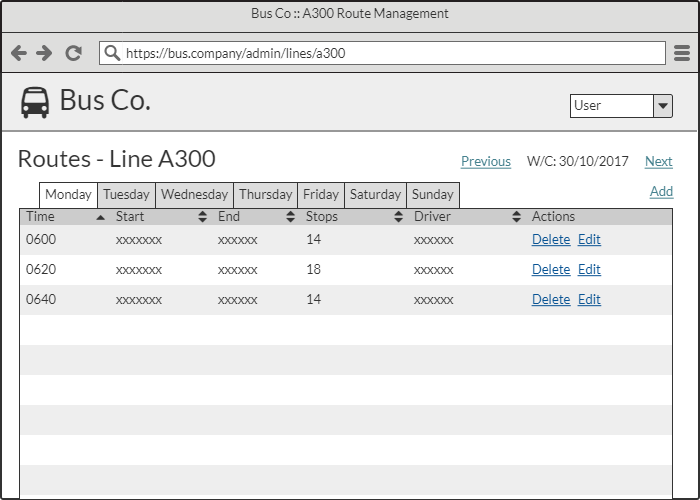 Bus Co :: A300 Route Management
https://bus.company/admin/lines/a300
Bus Co.
User
Routes - Line A300
Previous W/C: 30/10/2017 Next
Monday Tuesday Wednesday Thursday Friday Saturday Sunday
Add
Time Start End Stops Driver Actions
0600 xxxxxxx xxxxxx 14 xxxxxx Delete Edit
0620 xxxxxxx xxxxxx 18 xxxxxx Delete Edit
0640 xxxxxxx xxxxxx 14 xxxxxx Delete Edit